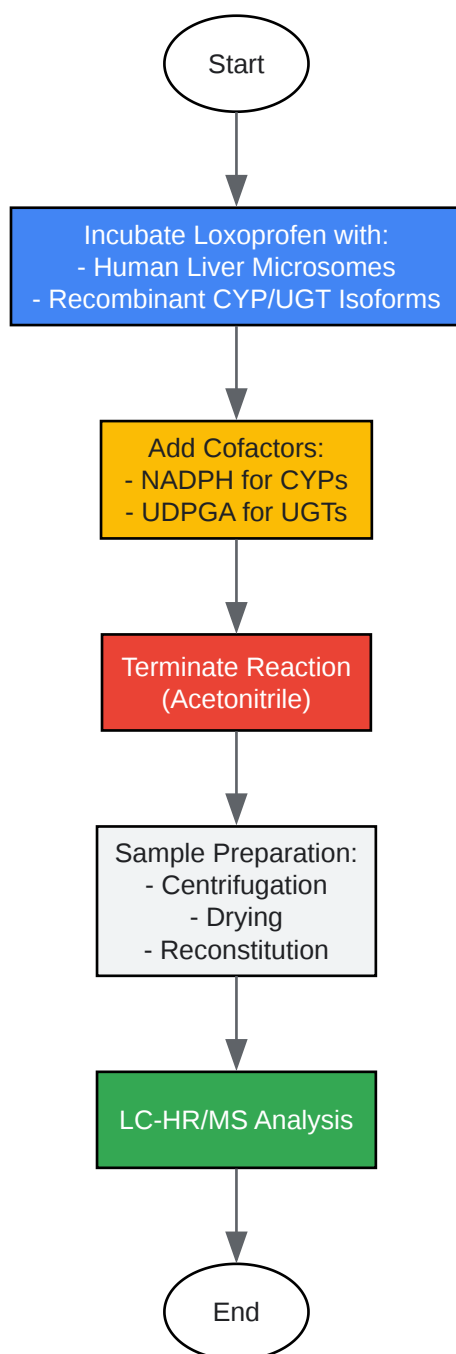 Start
Incubate Loxoprofen with:
- Human Liver Microsomes
- Recombinant CYP/UGT Isoforms
Add Cofactors:
- NADPH for CYPs
- UDPGA for UGTs
Terminate Reaction
(Acetonitrile)
Sample Preparation:
- Centrifugation
- Drying
- Reconstitution
LC-HR/MS Analysis
End